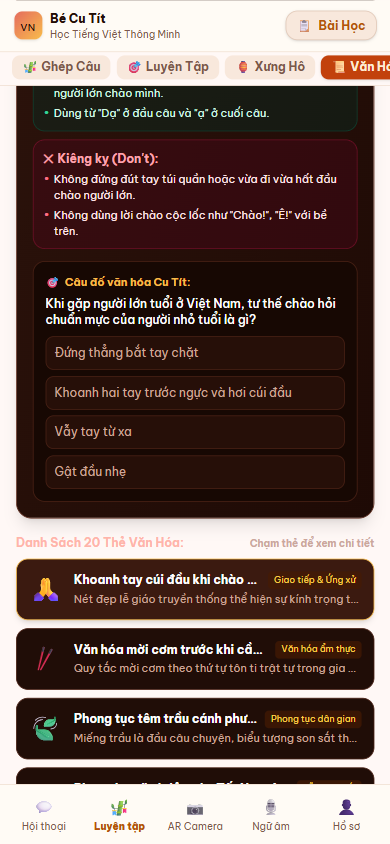 VN
Bé Cu Tít
Học Tiếng Việt Thông Minh
Bài Học
Ghép Câu
Luyện Tập
Xưng Hô
Văn Hó
người lớn chào mình.
• Dùng từ "Dạ" ở đầu câu và "ạ" ở cuối câu.
❌ Kiêng kỵ (Don't):
• Không đứng đút tay túi quần hoặc vừa đi vừa hất đầu
chào người lớn.
• Không dùng lời chào cộc lốc như "Chào!", "Ê!" với bề
trên.
Câu đố văn hóa Cu Tít:
Khi gặp người lớn tuổi ở Việt Nam, tư thế chào hỏi
chuẩn mực của người nhỏ tuổi là gì?
Đứng thẳng bắt tay chặt
Khoanh hai tay trước ngực và hơi cúi đầu
Vẫy tay từ xa
Gật đầu nhẹ
Danh Sách 20 Thẻ Văn Hóa:
Chạm thẻ để xem chi tiết
Khoanh tay cúi đầu khi chào ...
Giao tiếp & Ứng xử
Nét đẹp lễ giáo truyền thống thể hiện sự kính trọng t...
Văn hóa mời cơm trước khi cầ...
Văn hóa ẩm thực
Quy tắc mời cơm theo thứ tự tôn ti trật tự trong gia ...
Phong tục têm trầu cánh phư...
Phong tục dân gian
Miếng trầu là đầu câu chuyện, biểu tượng son sắt th...
Hội thoại
Luyện tập
AR Camera
Ngữ âm
Hồ sơ